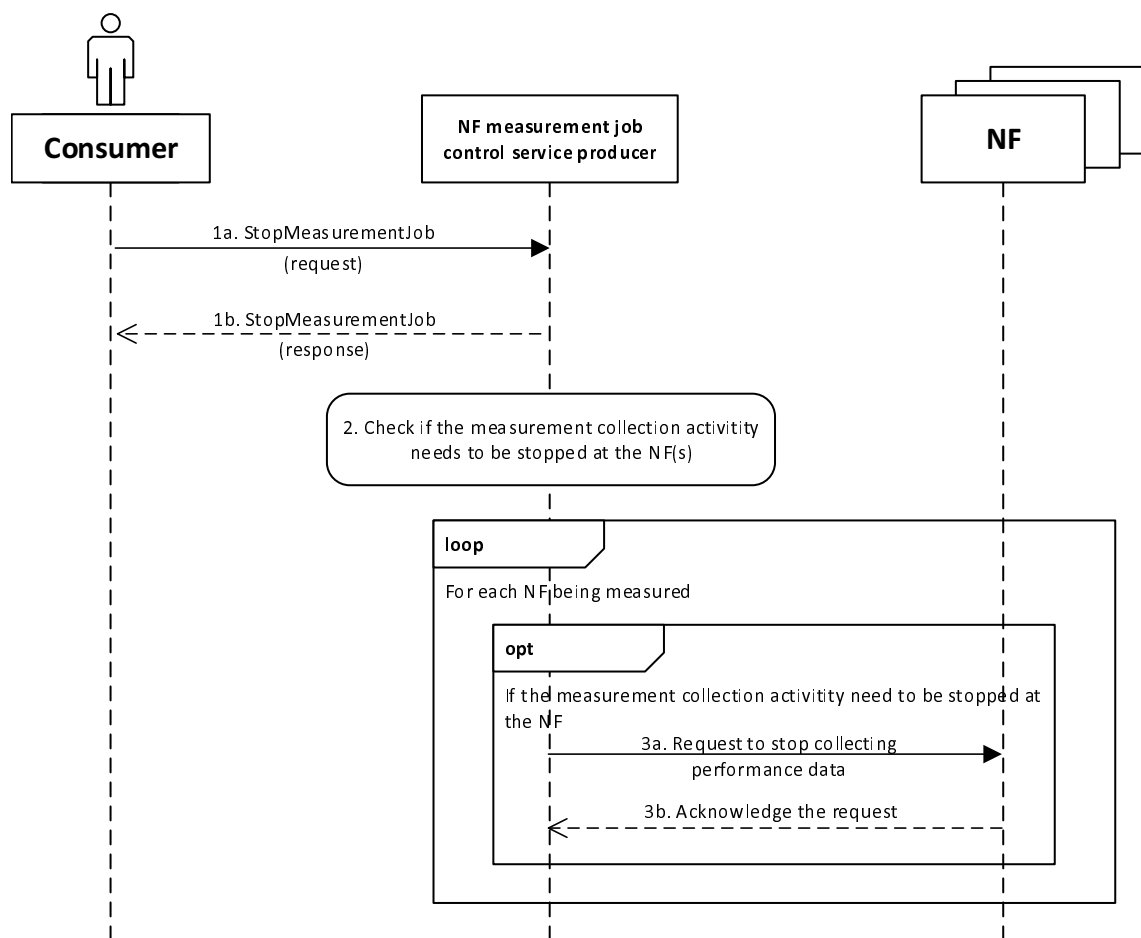 Consumer
NF measurement job
control service producer
NF
1a. StopMeasurementJob
(request)
1b. StopMeasurementJob
(response)
2. Check if the measurement collection activitity
needs to be stopped at the NF(s)
loop
For each NF being measured
opt
If the measurement collection activitity need to be stopped at
the NF
3a. Request to stop collecting
performance data
3b. Acknowledge the request